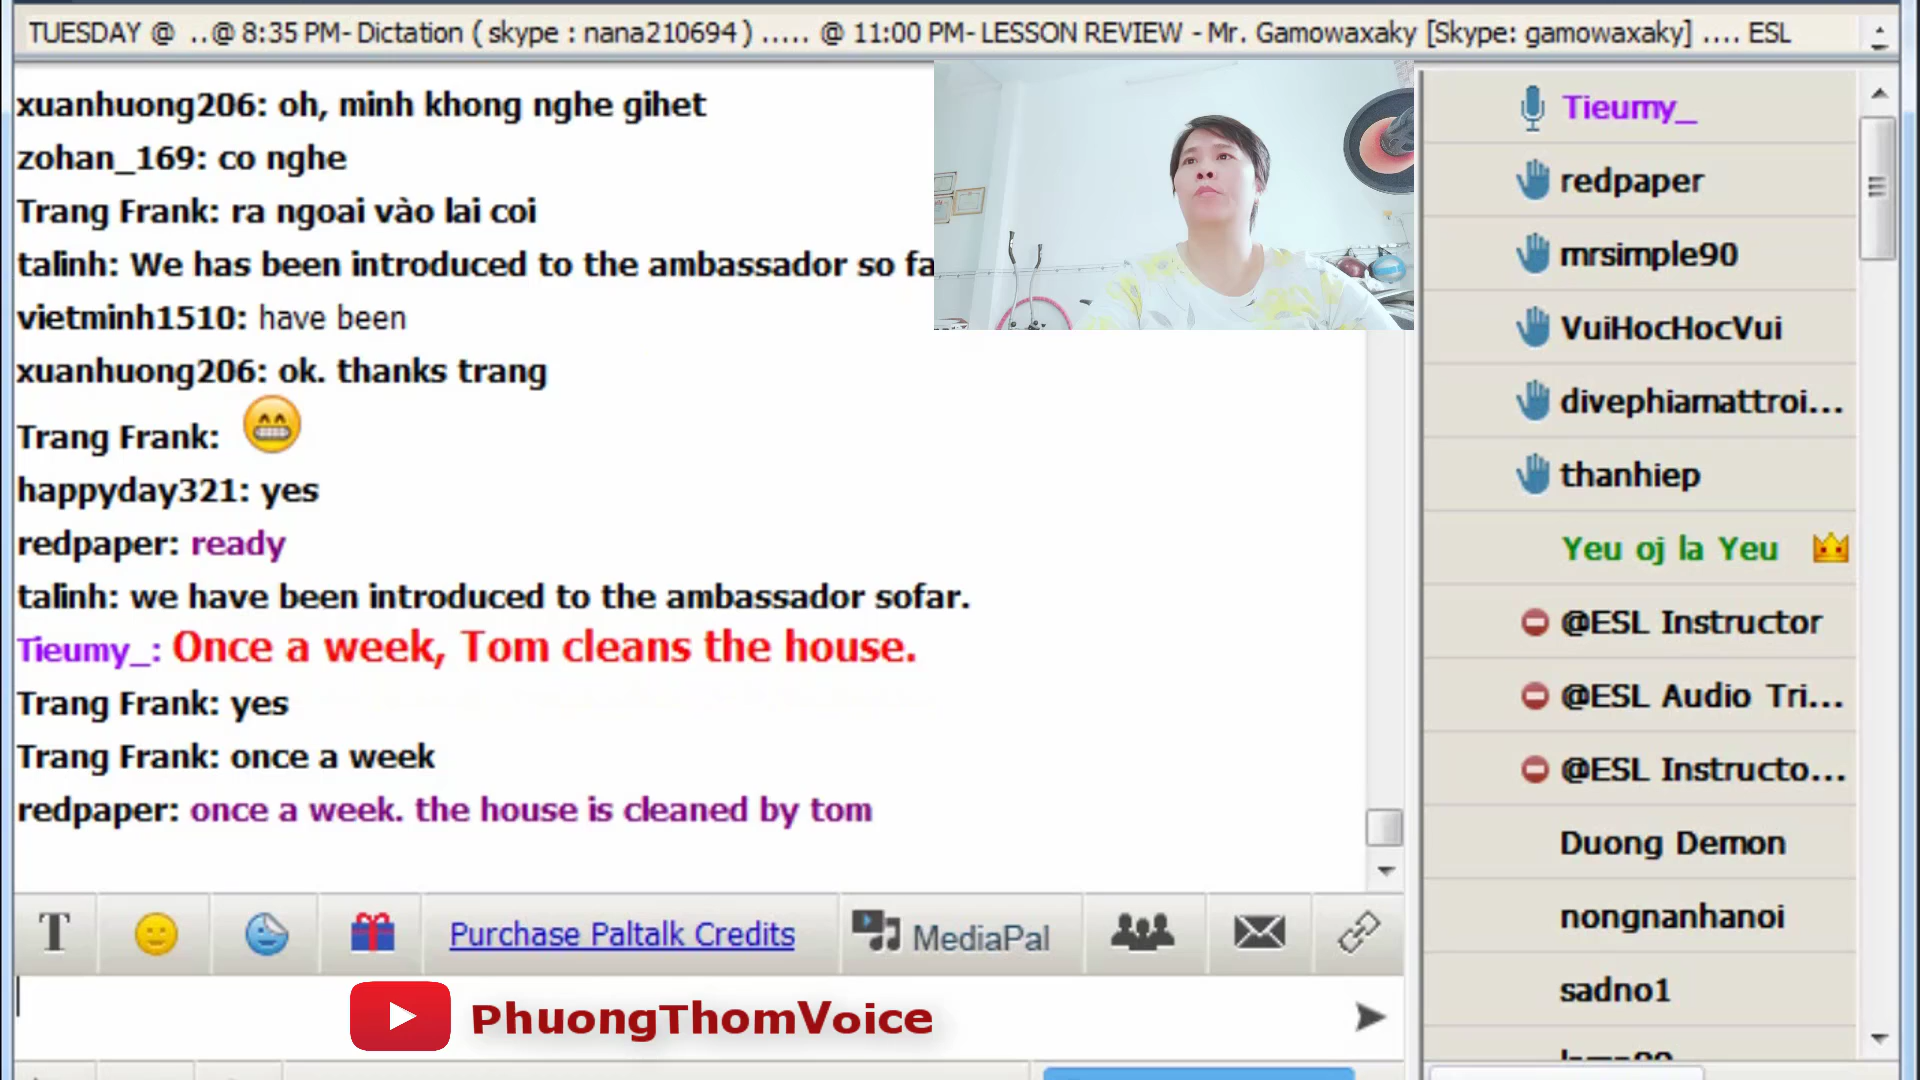 TUESDAY @ ..@ 8:35 PM- Dictation ( skype : nana210694 ) ..... @ 11:00 PM- LESSON REVIEW - Mr. Gamowaxaky [Skype: gamowaxaky] .... ESL
xuanhuong206: oh, minh khong nghe gihet
zohan_169: co nghe
Trang Frank: ra ngoai vào lai coi
talinh: We has been introduced to the ambassador so fa
vietminh1510: have been
xuanhuong206: ok. thanks trang
Trang Frank:
happyday321: yes
redpaper: ready
talinh: we have been introduced to the ambassador sofar.
Tieumy_: Once a week, Tom cleans the house.
Trang Frank: yes
Trang Frank: once a week
redpaper: once a week. the house is cleaned by tom
T
Purchase Paltalk Credits
MediaPal
PhuongThomVoice
Tieumy_
redpaper
mrsimple90
VuiHocHocVui
divephiamattroi...
thanhiep
Yeu oj la Yeu
@ESL Instructor
@ESL Audio Tri...
@ESL Instructo...
Duong Demon
nongnanhanoi
sadno1